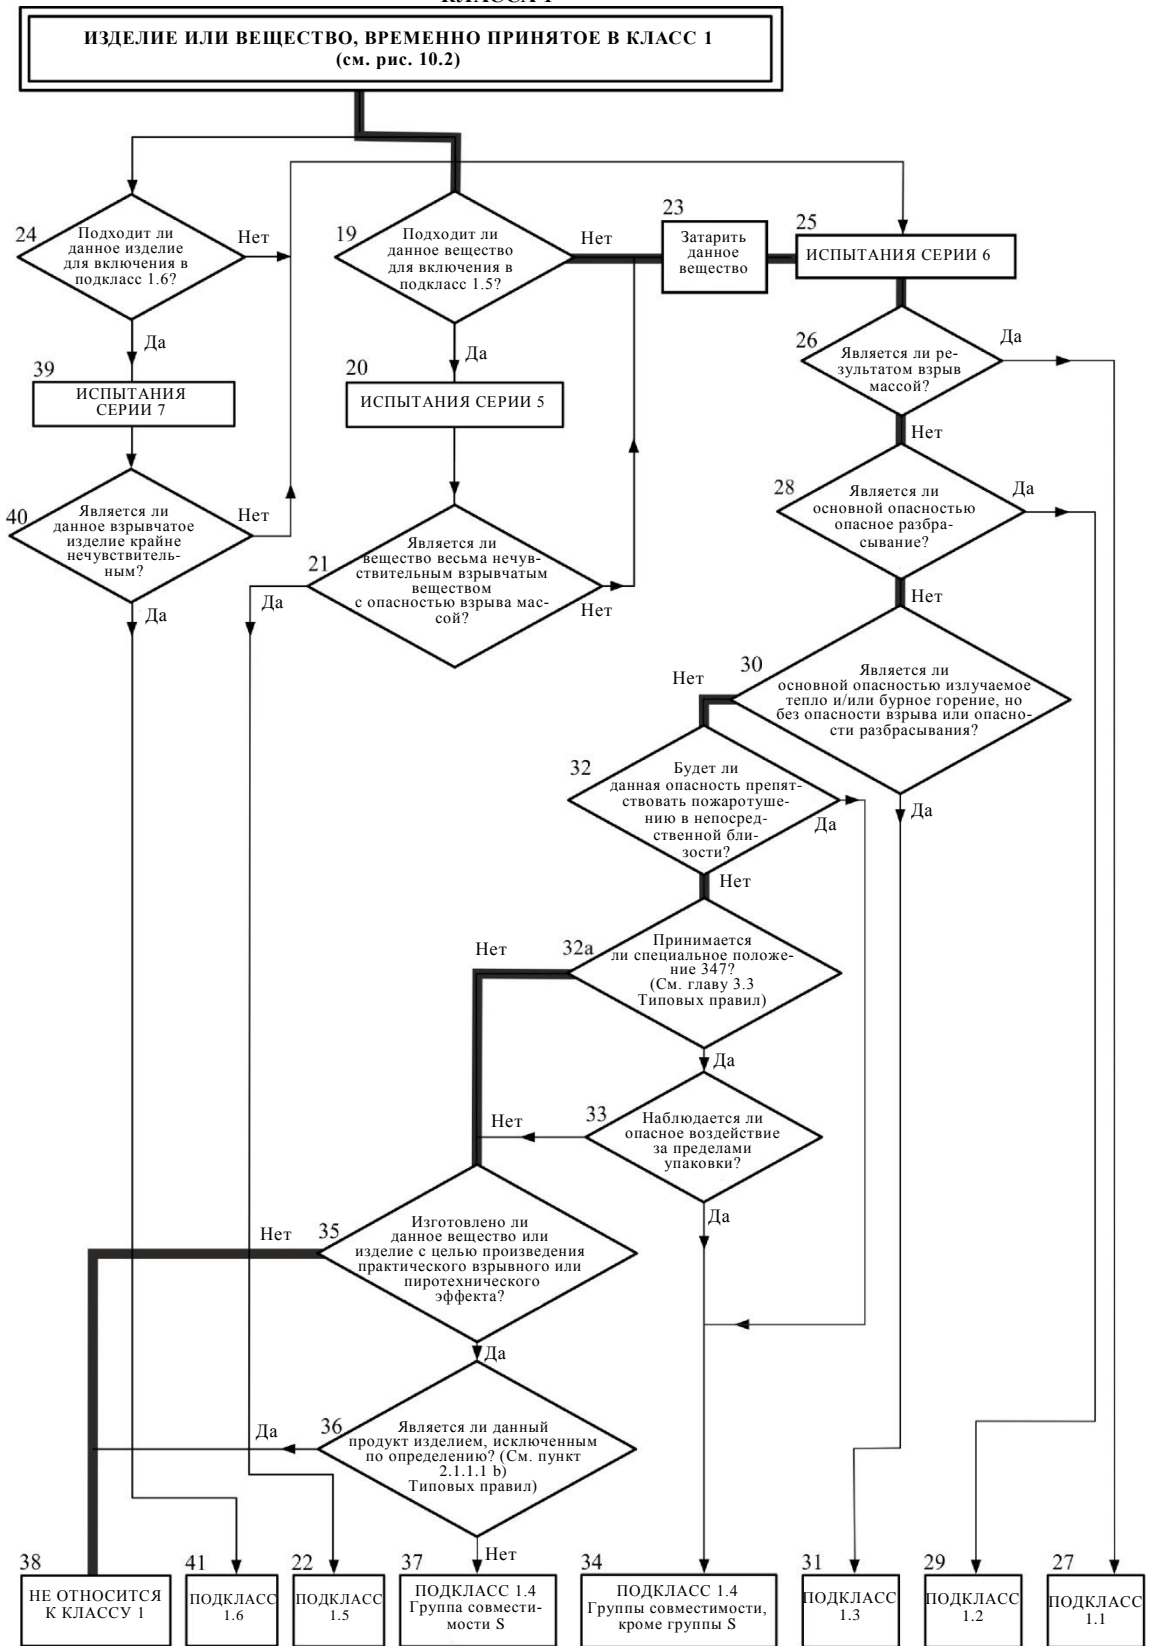 КЛАССА 1
ИЗДЕЛИЕ ИЛИ ВЕЩЕСТВО, ВРЕМЕННО ПРИНЯТОЕ В КЛАСС 1
(см. рис. 10.2)
24
Подходит ли
данное изделие
для включения в
подкласс 1.6?
Нет
Да
19
Подходит ли
данное вещество
для включения в
подкласс 1.5?
Нет
Да
23
Затарить
данное
вещество
25
ИСПЫТАНИЯ СЕРИИ 6
26
Является ли ре-
зультатом взрыв
массой?
Да
Нет
39
ИСПЫТАНИЯ
СЕРИИ 7
20
ИСПЫТАНИЯ СЕРИИ 5
28
Является ли
основной опасностью
опасное разбра-
сывание?
Да
Нет
40
Является ли
данное взрывчатое
изделие крайне
нечувствитель-
ным?
Нет
Да
21
Является ли
вещество весьма нечув-
ствительным взрывчатым
веществом
с опасностью взрыва мас-
сой?
Да
Нет
30
Является ли
основной опасностью излучаемое
тепло и/или бурное горение, но
без опасности взрыва или опасно-
сти разбрасывания?
Нет
Да
32
Будет ли
данная опасность препят-
ствовать пожаротуше-
нию в непосред-
ственной бли-
зости?
Да
Нет
32a
Принимается
ли специальное положе-
ние 347?
(См. главу 3.3
Типовых правил)
Нет
Да
33
Наблюдается ли
опасное воздействие
за пределами
упаковки?
Нет
Да
35
Изготовлено ли
данное вещество или
изделие с целью произведения
практического взрывного или
пиротехнического
эффекта?
Нет
Да
36
Является ли данный
продукт изделием, исключенным
по определению? (См. пункт
2.1.1.1 b)
Типовых правил)
Да
Нет
38
НЕ ОТНОСИТСЯ
К КЛАССУ 1
41
ПОДКЛАСС
1.6
22
ПОДКЛАСС
1.5
37
ПОДКЛАСС 1.4
Группа совмести-
мости S
34
ПОДКЛАСС 1.4
Группы совместимости,
кроме группы S
31
ПОДКЛАСС
1.3
29
ПОДКЛАСС
1.2
27
ПОДКЛАСС
1.1